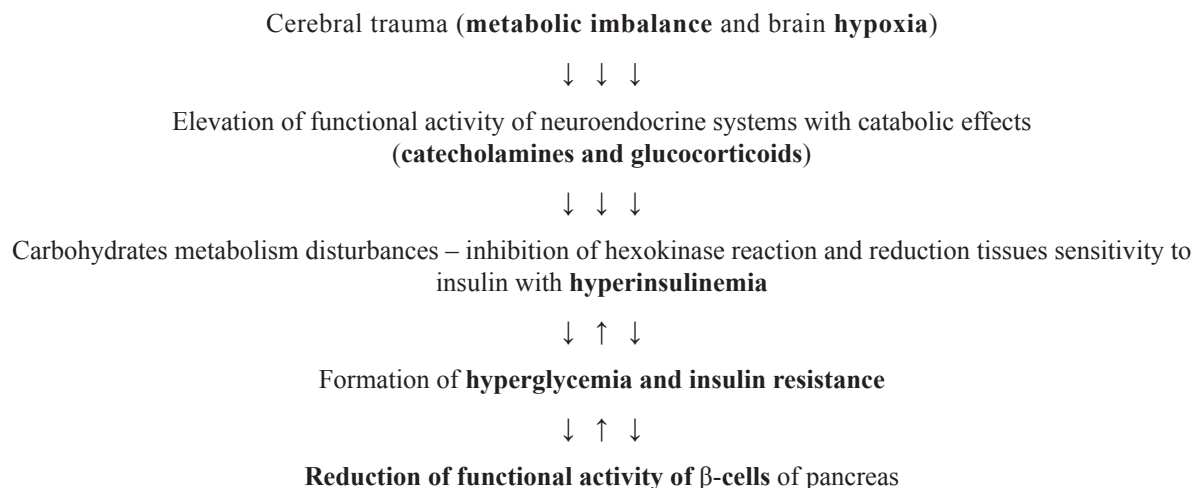 Cerebral trauma (metabolic imbalance and brain hypoxia)
↓ ↓ ↓
Elevation of functional activity of neuroendocrine systems with catabolic effects
(catecholamines and glucocorticoids)
↓ ↓ ↓
Carbohydrates metabolism disturbances – inhibition of hexokinase reaction and reduction tissues sensitivity to
insulin with hyperinsulinemia
↓ ↑ ↓
Formation of hyperglycemia and insulin resistance
↓ ↑ ↓
Reduction of functional activity of β-cells of pancreas